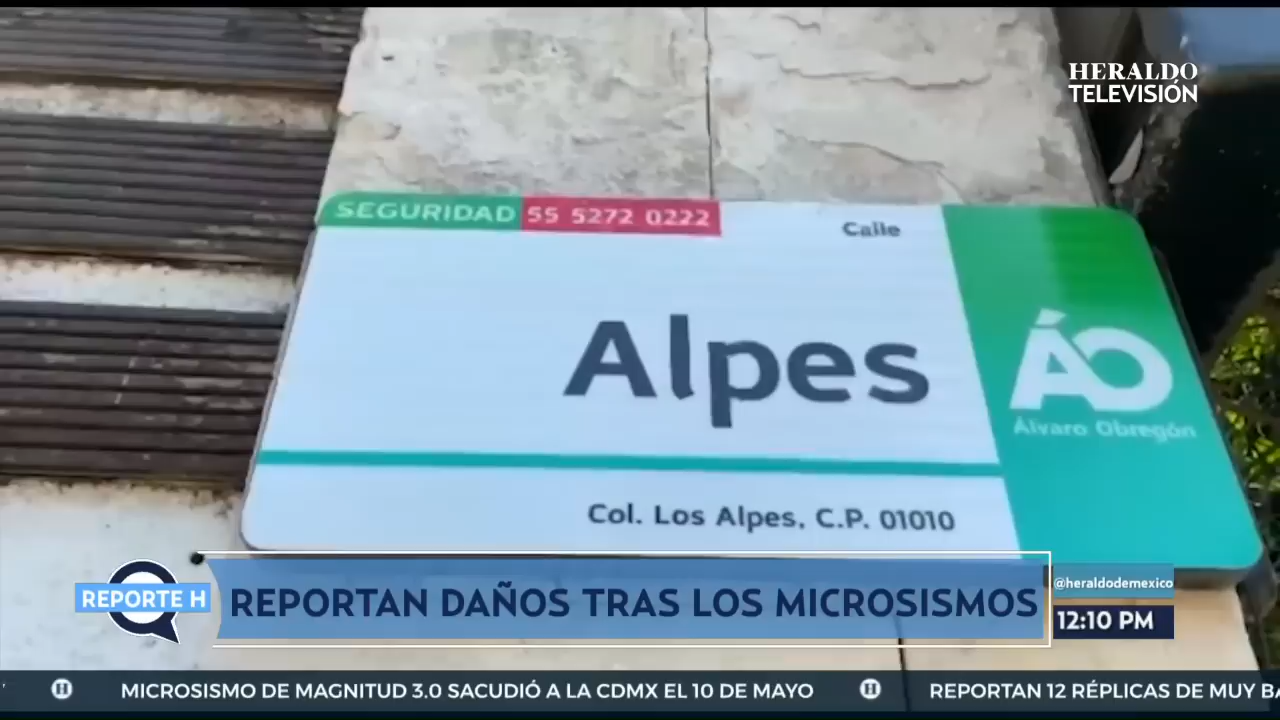 HERALDO
TELEVISIÓN
SEGURIDAD 55 5272 0222
Calle
Alpes
ÁO
Álvaro Obregón
Col. Los Alpes, C.P. 01010
REPORTE H
REPORTAN DAÑOS TRAS LOS MICROSISMOS
@heraldodemexico
12:10 PM
MICROSISMO DE MAGNITUD 3.0 SACUDIÓ A LA CDMX EL 10 DE MAYO
REPORTAN 12 RÉPLICAS DE MUY